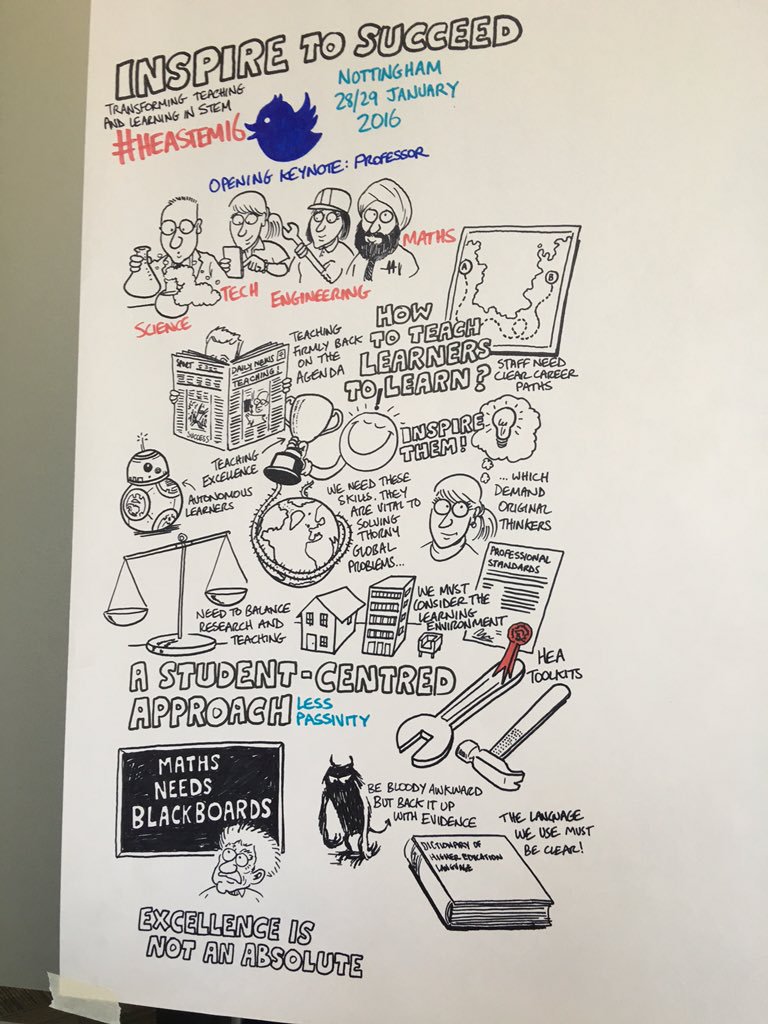 INSPIRE TO SUCCEED
TRANSFORMING TEACHING
AND LEARNING IN STEM
#HEASTEM16
NOTTINGHAM
28/29 JANUARY
2016
OPENING KEYNOTE: PROFESSOR
SCIENCE
TECH
ENGINEERING
MATHS
A
B
STAFF NEED
CLEAR CAREER
PATHS
HOW
TO TEACH
LEARNERS
TO LEARN?
TEACHING
FIRMLY BACK
ON THE
AGENDA
DAILY NEWS
TEACHING!
SUCCESS
INSPIRE
THEM!
TEACHING
EXCELLENCE
AUTONOMOUS
LEARNERS
WE NEED THESE
SKILLS. THEY
ARE VITAL TO
SOLVING
THORNY
GLOBAL
PROBLEMS...
... WHICH
DEMAND
ORIGINAL
THINKERS
NEED TO BALANCE
RESEARCH AND
TEACHING
WE MUST
CONSIDER THE
LEARNING
ENVIRONMENT
PROFESSIONAL
STANDARDS
HEA
TOOLKITS
A STUDENT-CENTRED
APPROACH
LESS
PASSIVITY
MATHS
NEEDS
BLACKBOARDS
BE BLOODY AWKWARD
BUT BACK IT UP
WITH EVIDENCE
THE LANGUAGE
WE USE MUST
BE CLEAR!
DICTIONARY OF
HIGHER EDUCATION
LANGUAGE
EXCELLENCE IS
NOT AN ABSOLUTE